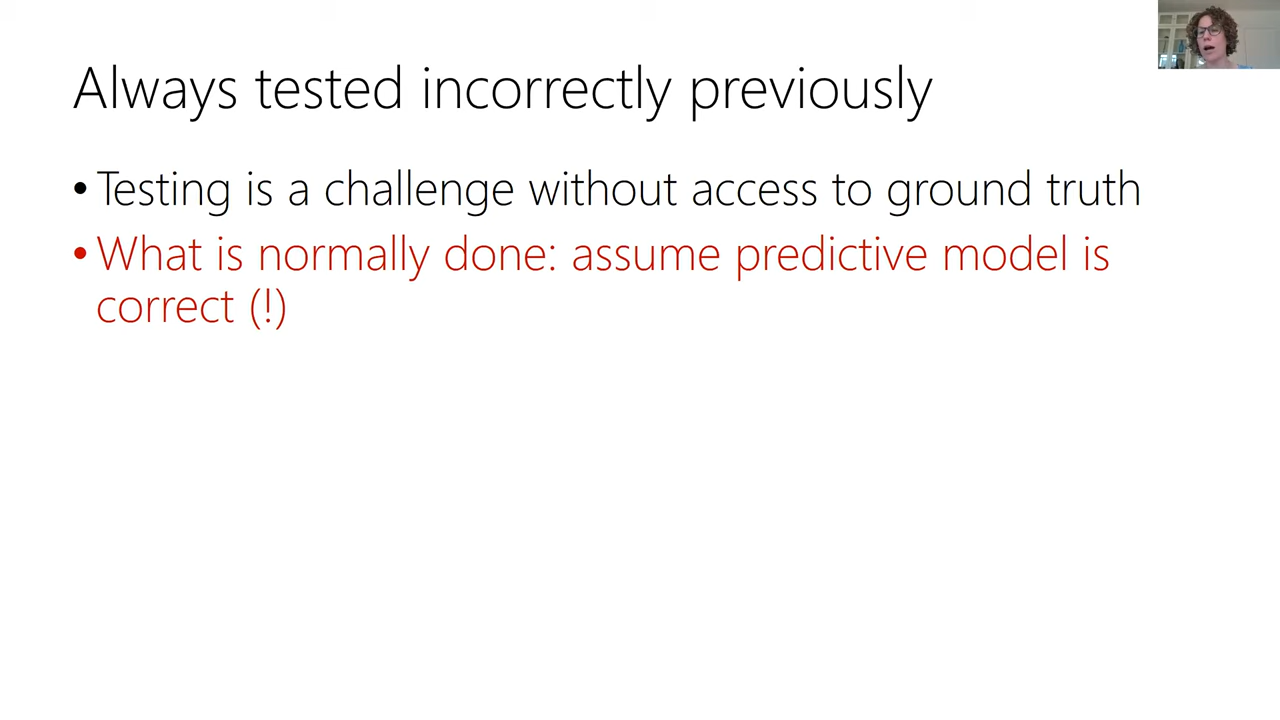 Always tested incorrectly previously
• Testing is a challenge without access to ground truth
• What is normally done: assume predictive model is
correct (!)